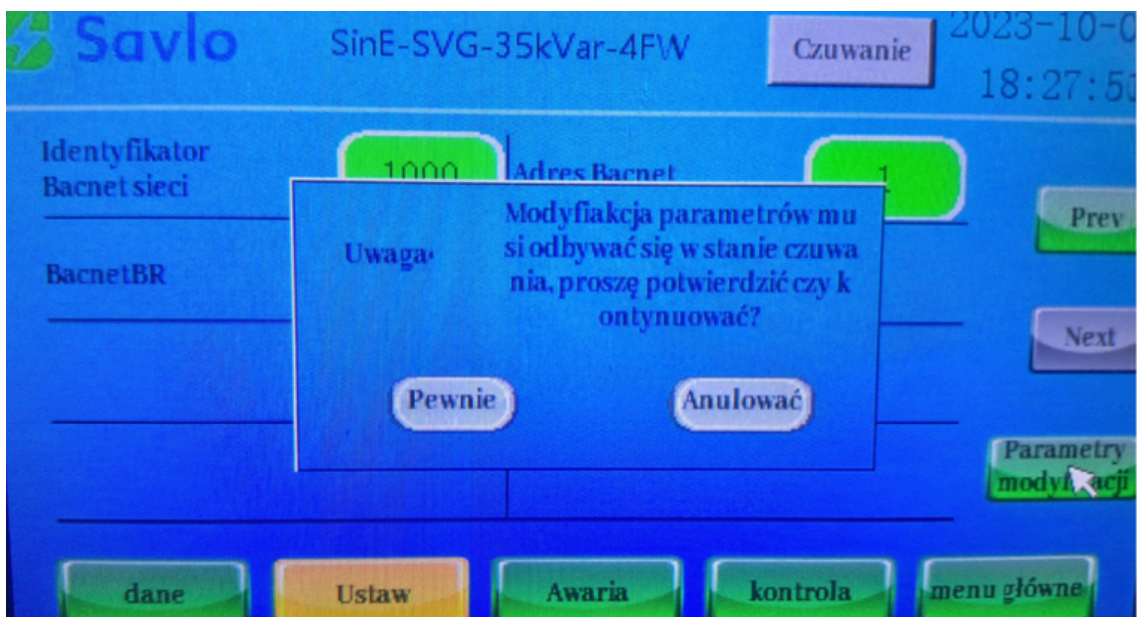 Savlo
SinE-SVG-35kVar-4FW
Czuwanie
2023-10-0
18:27:50
Identyfikator
Bacnet sieci
1000
Adres Bacnet
1
Prev
BacnetBR
Uwaga:
Modyfiakcja parametrów mu
si odbywać się w stanie czuwa
nia, proszę potwierdzić czy k
ontynuować?
Next
Pewnie
Anulować
Parametry
modyfikacji
dane
Ustaw
Awaria
kontrola
menu główne